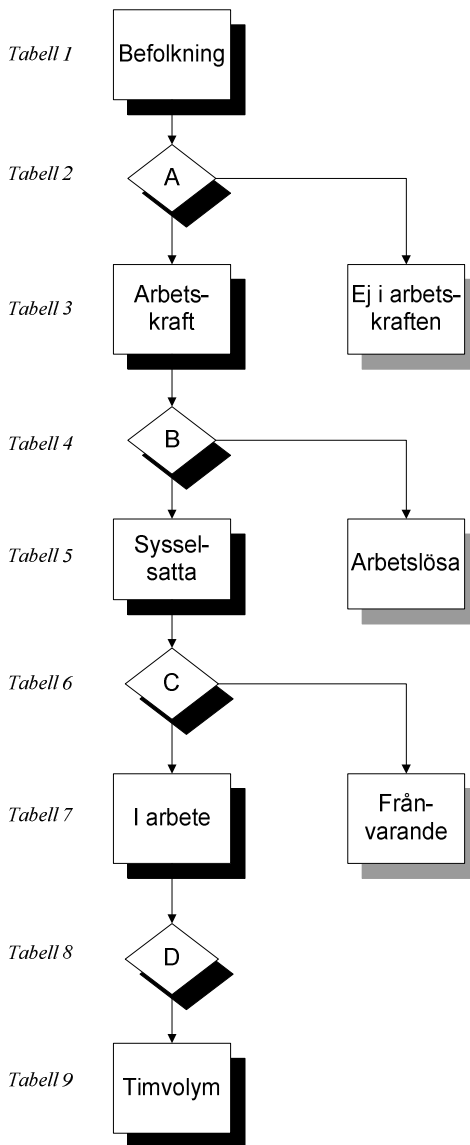 Tabell 1
Befolkning
Tabell 2
A
Tabell 3
Arbets-
kraft
Ej i arbets-
kraften
Tabell 4
B
Tabell 5
Syssel-
satta
Arbetslösa
Tabell 6
C
Tabell 7
I arbete
Från-
varande
Tabell 8
D
Tabell 9
Timvolym